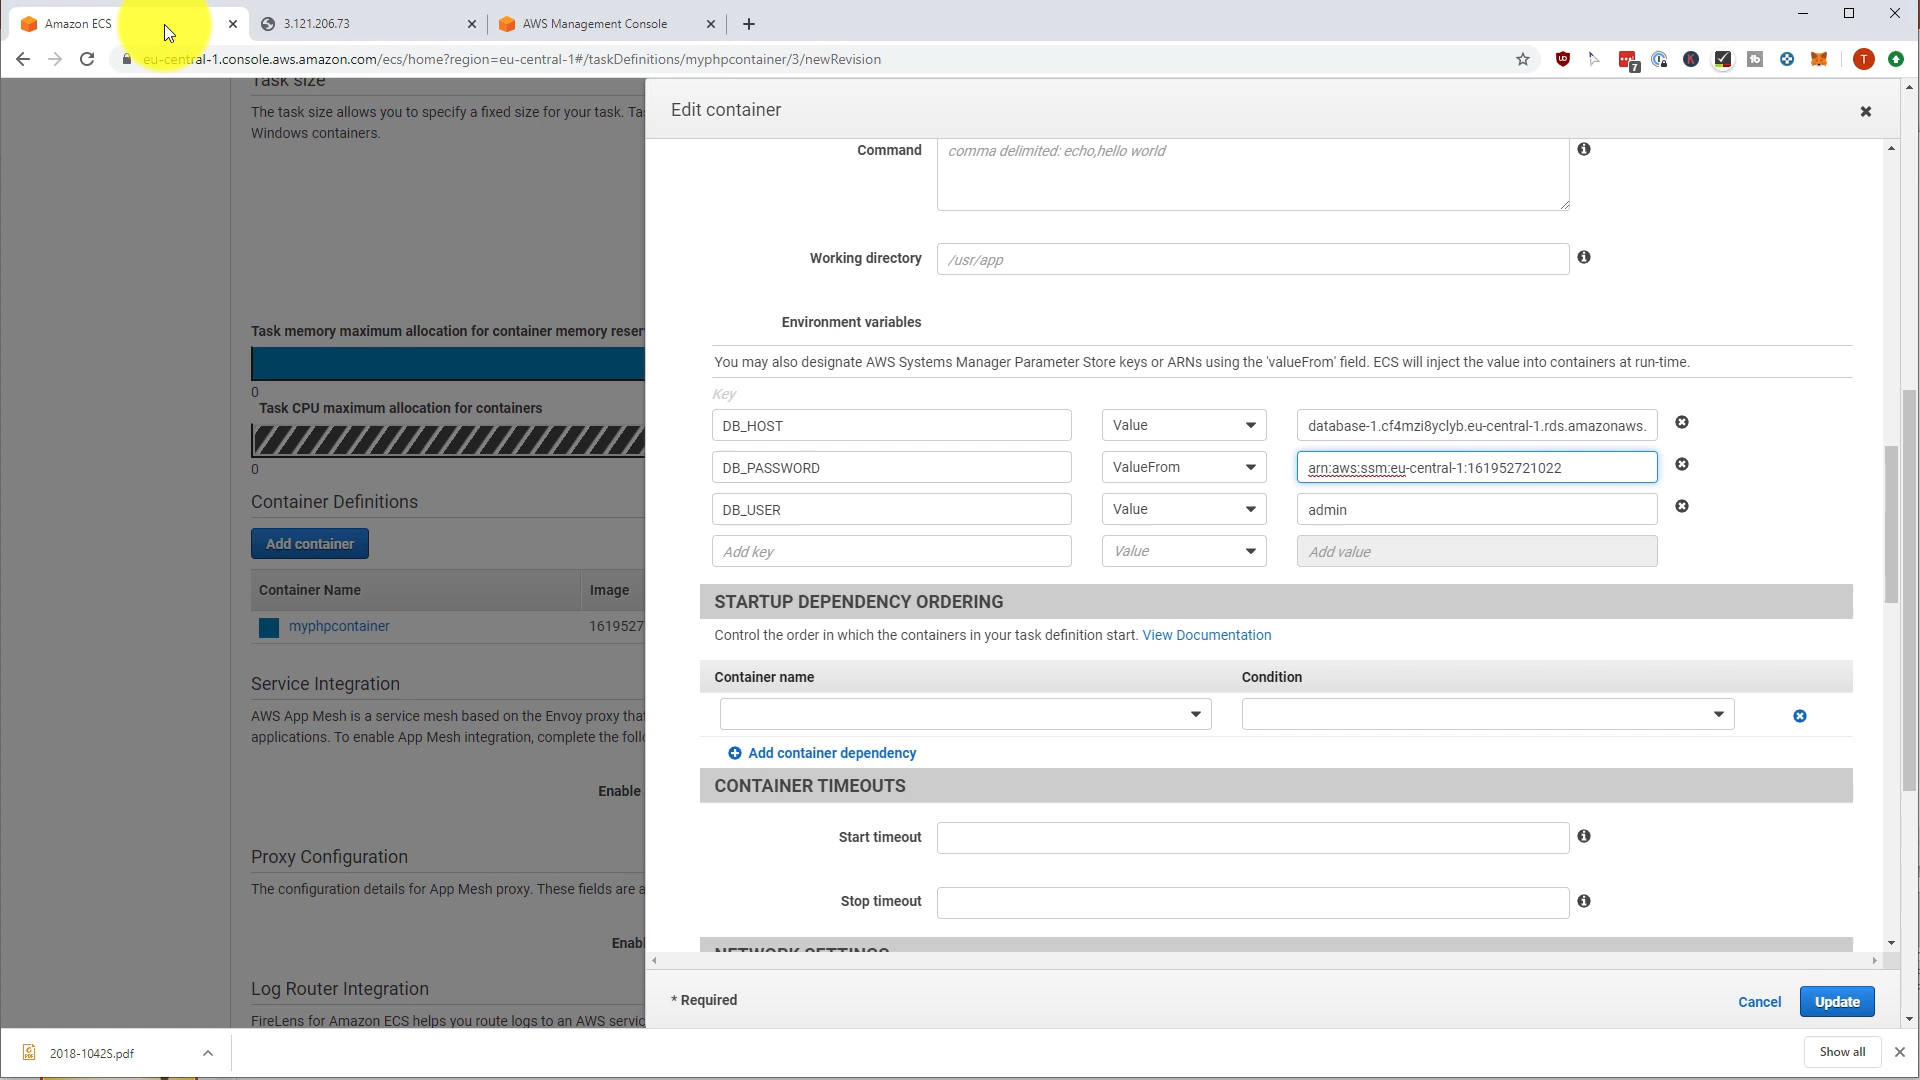 Amazon ECS
3.121.206.73
AWS Management Console
eu-central-1.console.aws.amazon.com/ecs/home?region=eu-central-1#/taskDefinitions/myphpcontainer/3/newRevision
7
T
Task size
The task size allows you to specify a fixed size for your task. Ta
Windows containers.
Task memory maximum allocation for container memory reser
0
Task CPU maximum allocation for containers
0
Container Definitions
Add container
Container Name
Image
myphpcontainer
1619527
Service Integration
AWS App Mesh is a service mesh based on the Envoy proxy tha
applications. To enable App Mesh integration, complete the foll
Enable
Proxy Configuration
The configuration details for App Mesh proxy. These fields are a
Enabl
Log Router Integration
FireLens for Amazon ECS helps you route logs to an AWS servic
Edit container
Command
comma delimited: echo,hello world
Working directory
/usr/app
Environment variables
You may also designate AWS Systems Manager Parameter Store keys or ARNs using the 'valueFrom' field. ECS will inject the value into containers at run-time.
Key
DB_HOST
Value
database-1.cf4mzi8yclyb.eu-central-1.rds.amazonaws.
DB_PASSWORD
ValueFrom
arn:aws:ssm:eu-central-1:161952721022
DB_USER
Value
admin
Add key
Value
Add value
STARTUP DEPENDENCY ORDERING
Control the order in which the containers in your task definition start. View Documentation
Container name
Condition
Add container dependency
CONTAINER TIMEOUTS
Start timeout
Stop timeout
NETWORK SETTINGS
* Required
Cancel
Update
2018-1042S.pdf
Show all